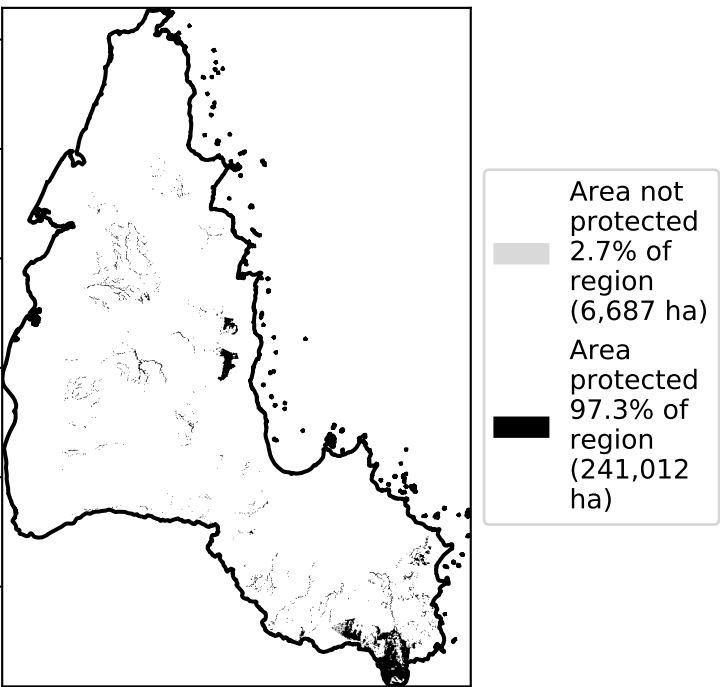 Area not
protected
2.7% of
region
(6,687 ha)
Area
protected
97.3% of
region
(241,012
ha)